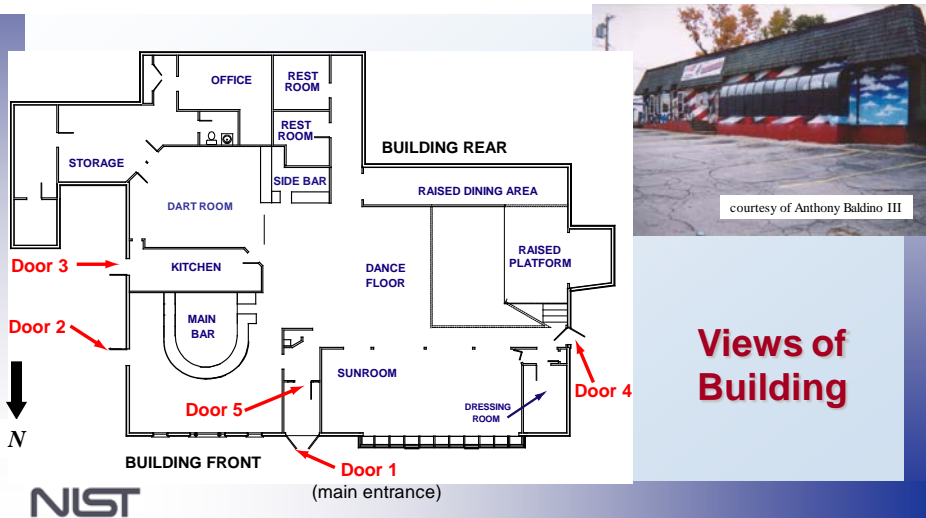 OFFICE
REST
ROOM
REST
ROOM
BUILDING REAR
STORAGE
SIDE BAR
RAISED DINING AREA
DART ROOM
courtesy of Anthony Baldino III
RAISED
PLATFORM
Door 3
KITCHEN
DANCE
FLOOR
Door 2
MAIN
BAR
Views of
Building
SUNROOM
Door 4
Door 5
DRESSING
ROOM
N
BUILDING FRONT
Door 1
(main entrance)
NIST